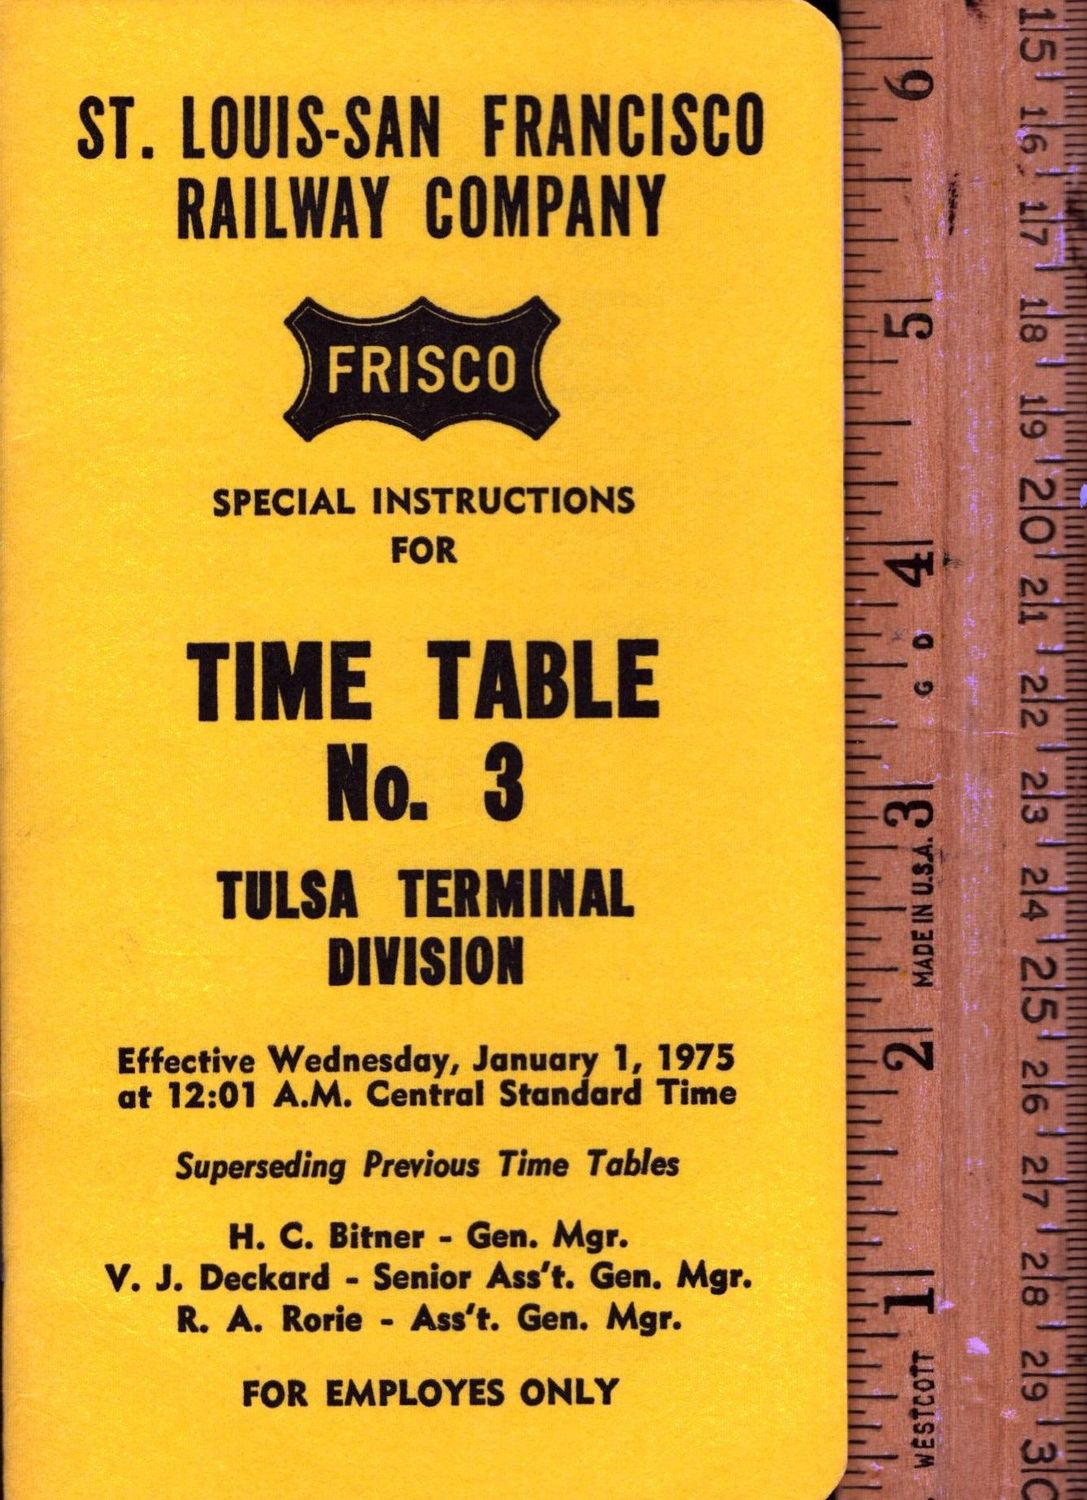 ST. LOUIS-SAN FRANCISCO
RAILWAY COMPANY
FRISCO
SPECIAL INSTRUCTIONS
FOR
TIME TABLE
No. 3
TULSA TERMINAL
DIVISION
Effective Wednesday, January 1, 1975
at 12:01 A.M. Central Standard Time
Superseding Previous Time Tables
H. C. Bitner - Gen. Mgr.
V. J. Deckard - Senior Ass't. Gen. Mgr.
R. A. Rorie - Ass't. Gen. Mgr.
FOR EMPLOYES ONLY
WESTCOTT 1 2 MADE IN U.S.A. 3 G D 4 5 6
15 16 17 18 19 20 21 22 23 24 25 26 27 28 29 30